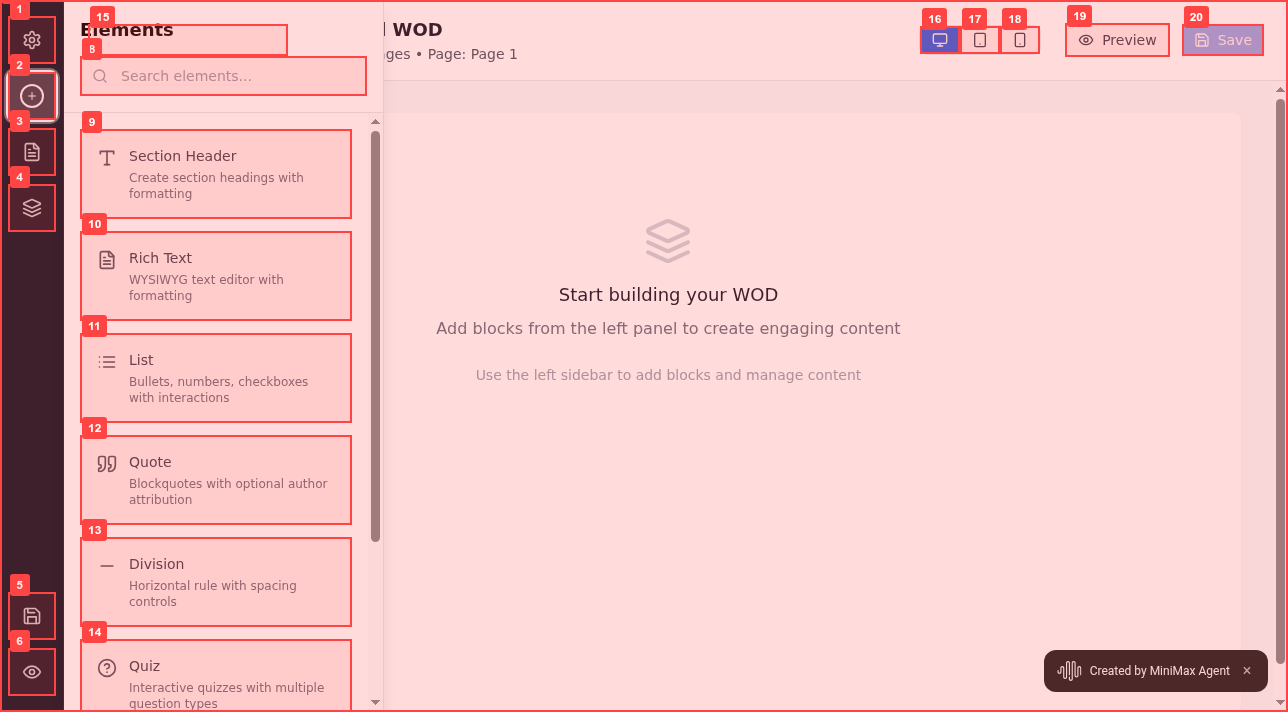 1
15
Elements
WOD
16
17
18
19
Preview
20
Save
ges • Page: Page 1
2
8
Search elements...
3
9
Section Header
Create section headings with
formatting
4
10
Rich Text
WYSIWYG text editor with
formatting
Start building your WOD
Add blocks from the left panel to create engaging content
Use the left sidebar to add blocks and manage content
11
List
Bullets, numbers, checkboxes
with interactions
12
Quote
Blockquotes with optional author
attribution
13
Division
Horizontal rule with spacing
controls
5
14
6
Quiz
Interactive quizzes with multiple
question types
Created by MiniMax Agent ×